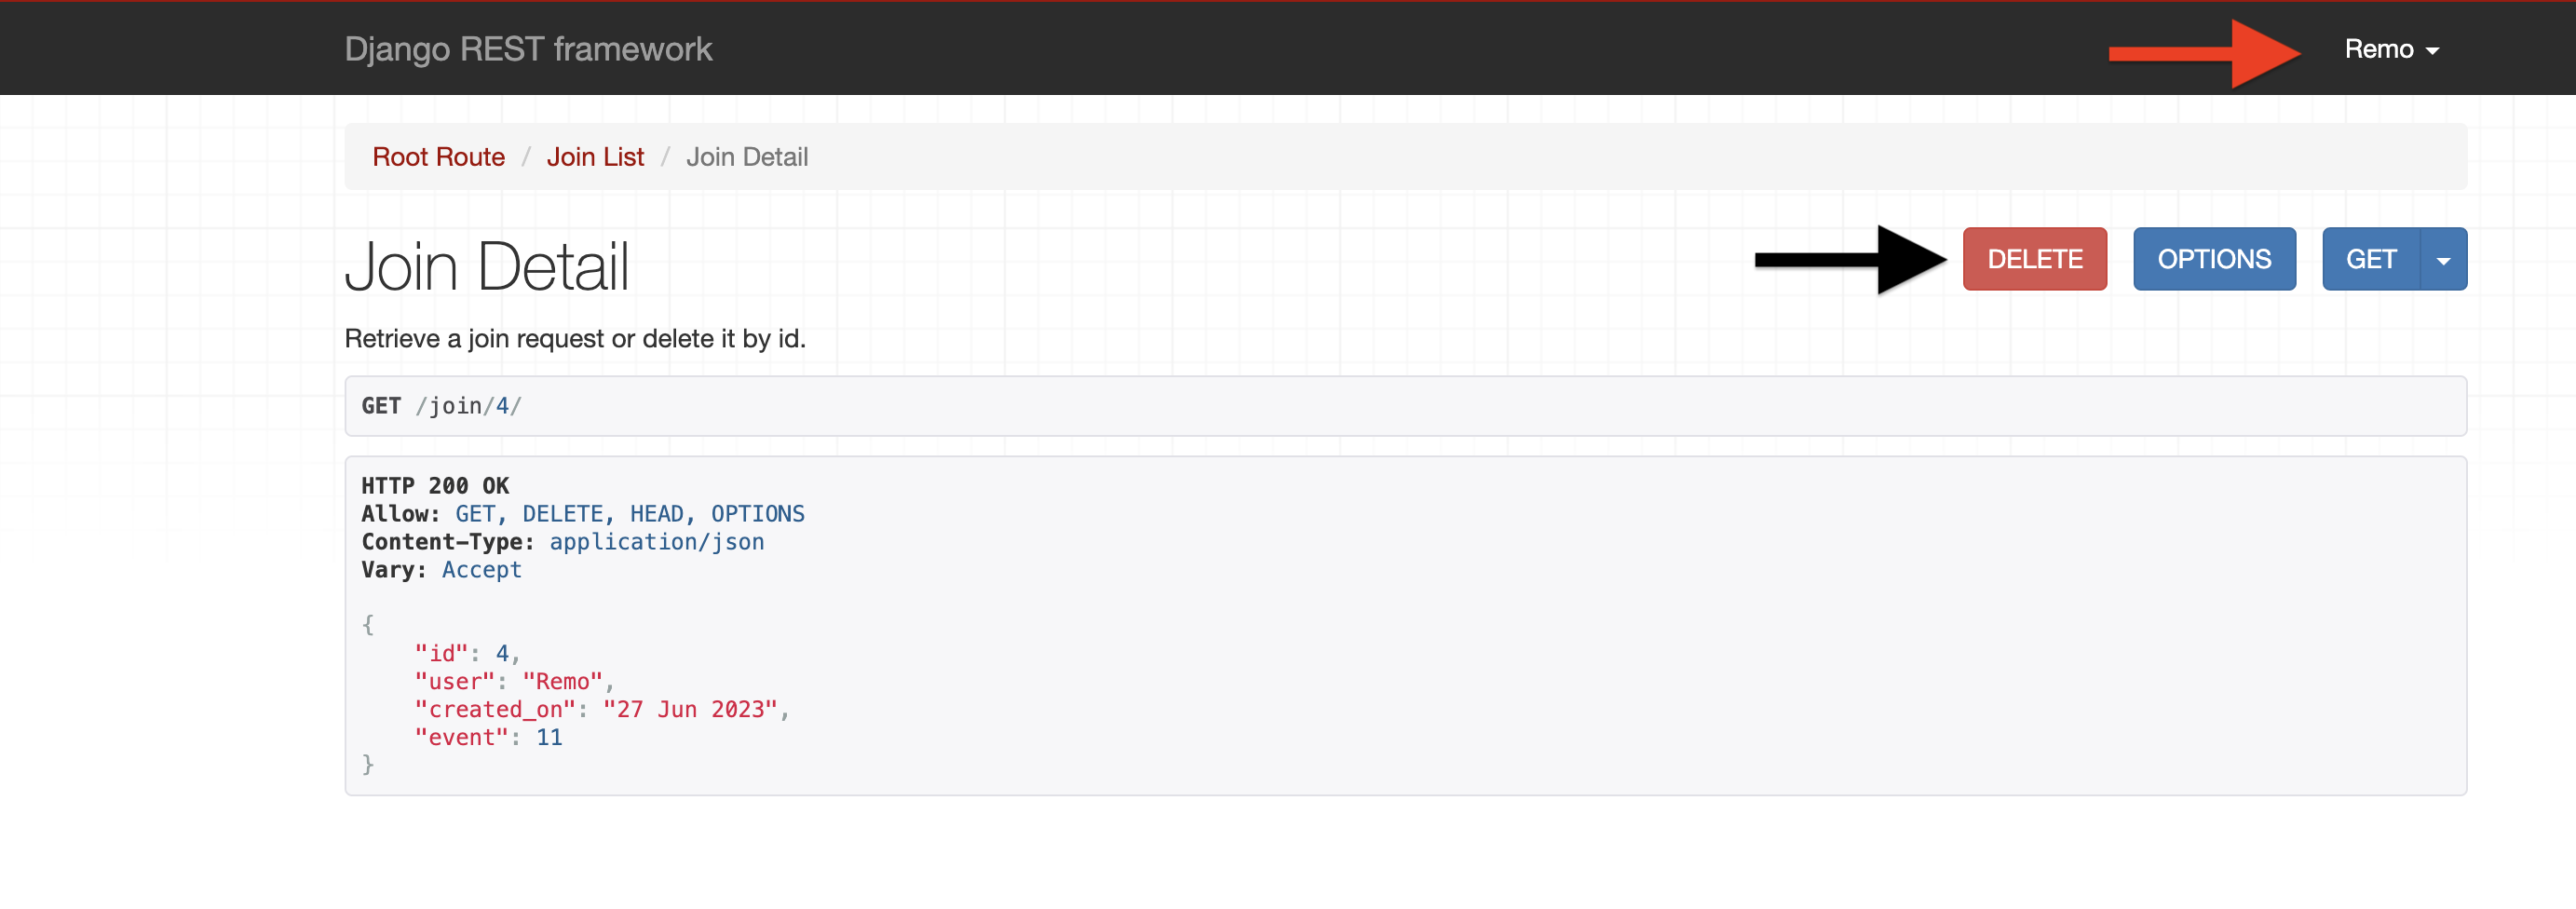 Django REST framework
Remo
Root Route / Join List / Join Detail
Join Detail
DELETE
OPTIONS
GET
Retrieve a join request or delete it by id.
GET /join/4/
HTTP 200 OK
Allow: GET, DELETE, HEAD, OPTIONS
Content-Type: application/json
Vary: Accept
{
    "id": 4,
    "user": "Remo",
    "created_on": "27 Jun 2023",
    "event": 11
}